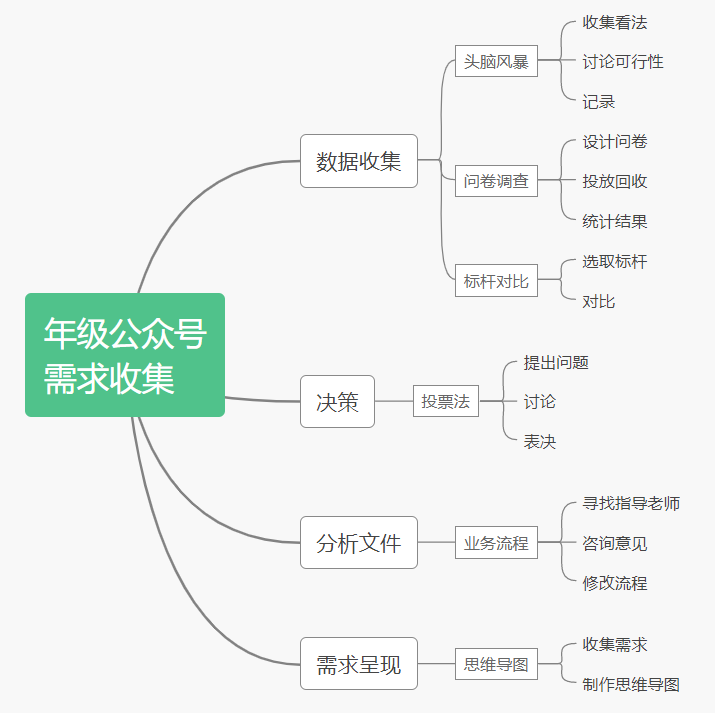 年级公众号
需求收集
数据收集
头脑风暴
收集看法
讨论可行性
记录
问卷调查
设计问卷
投放回收
统计结果
标杆对比
选取标杆
对比
决策
投票法
提出问题
讨论
表决
分析文件
业务流程
寻找指导老师
咨询意见
修改流程
需求呈现
思维导图
收集需求
制作思维导图